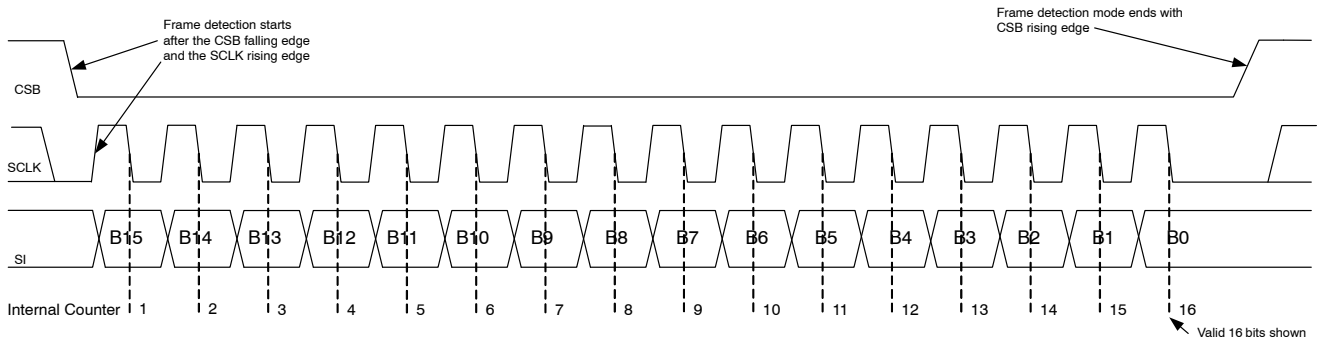 Frame detection starts
after the CSB falling edge
and the SCLK rising edge
Frame detection mode ends with
CSB rising edge
CSB
SCLK
SI
B15 B14 B13 B12 B11 B10 B9 B8 B7 B6 B5 B4 B3 B2 B1 B0
Internal Counter 1 2 3 4 5 6 7 8 9 10 11 12 13 14 15 16
Valid 16 bits shown